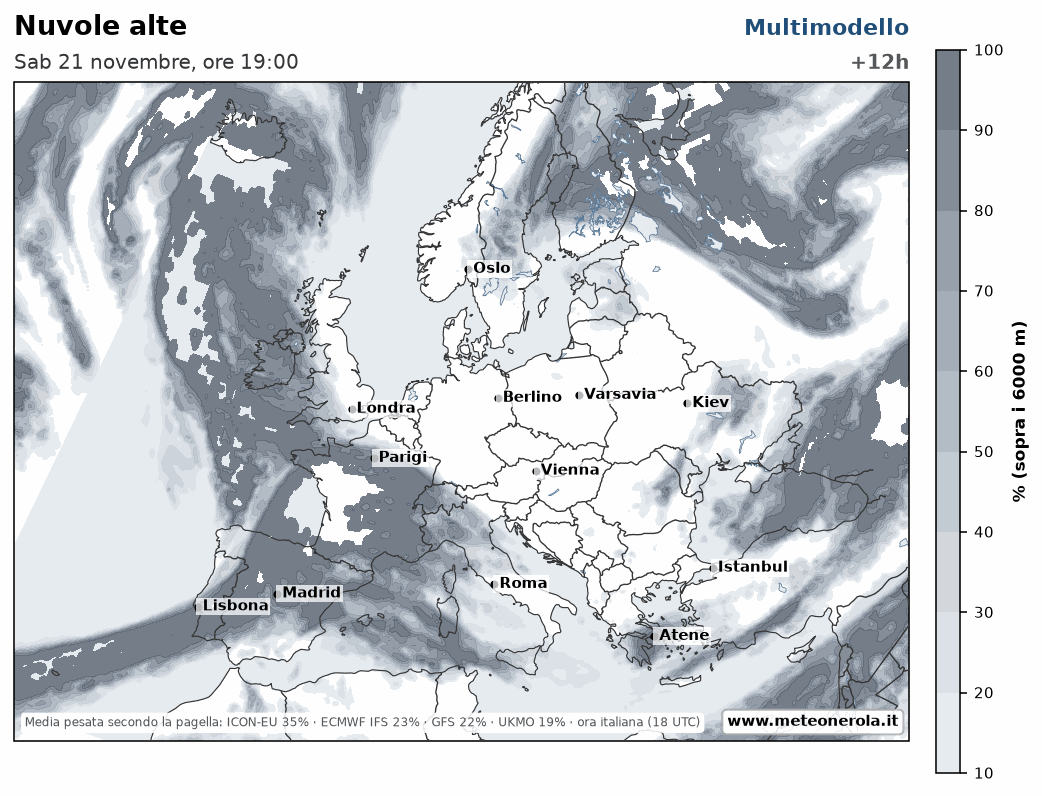 Nuvole alte
Multimodello
Sab 21 novembre, ore 19:00
+12h
100
90
80
70
60
50
40
30
20
10
% (sopra i 6000 m)
Oslo
Londra
Berlino
Varsavia
Kiev
Parigi
Vienna
Istanbul
Roma
Madrid
Lisbona
Atene
Media pesata secondo la pagella: ICON-EU 35% · ECMWF IFS 23% · GFS 22% · UKMO 19% · ora italiana (18 UTC)
www.meteonerola.it